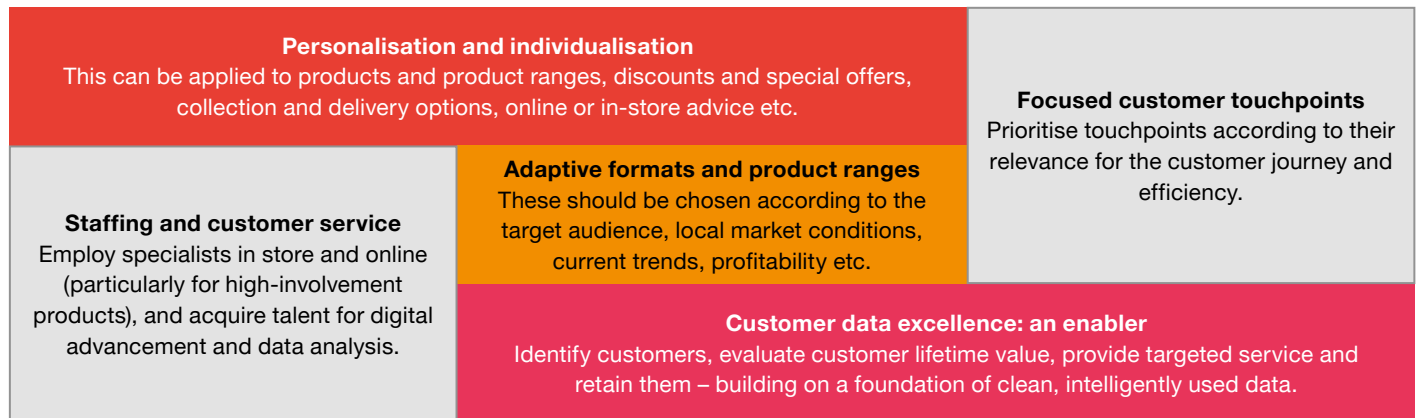 Personalisation and individualisation
This can be applied to products and product ranges, discounts and special offers,
collection and delivery options, online or in-store advice etc.
Focused customer touchpoints
Prioritise touchpoints according to their
relevance for the customer journey and
efficiency.
Staffing and customer service
Employ specialists in store and online
(particularly for high-involvement
products), and acquire talent for digital
advancement and data analysis.
Adaptive formats and product ranges
These should be chosen according to the
target audience, local market conditions,
current trends, profitability etc.
Customer data excellence: an enabler
Identify customers, evaluate customer lifetime value, provide targeted service and
retain them – building on a foundation of clean, intelligently used data.